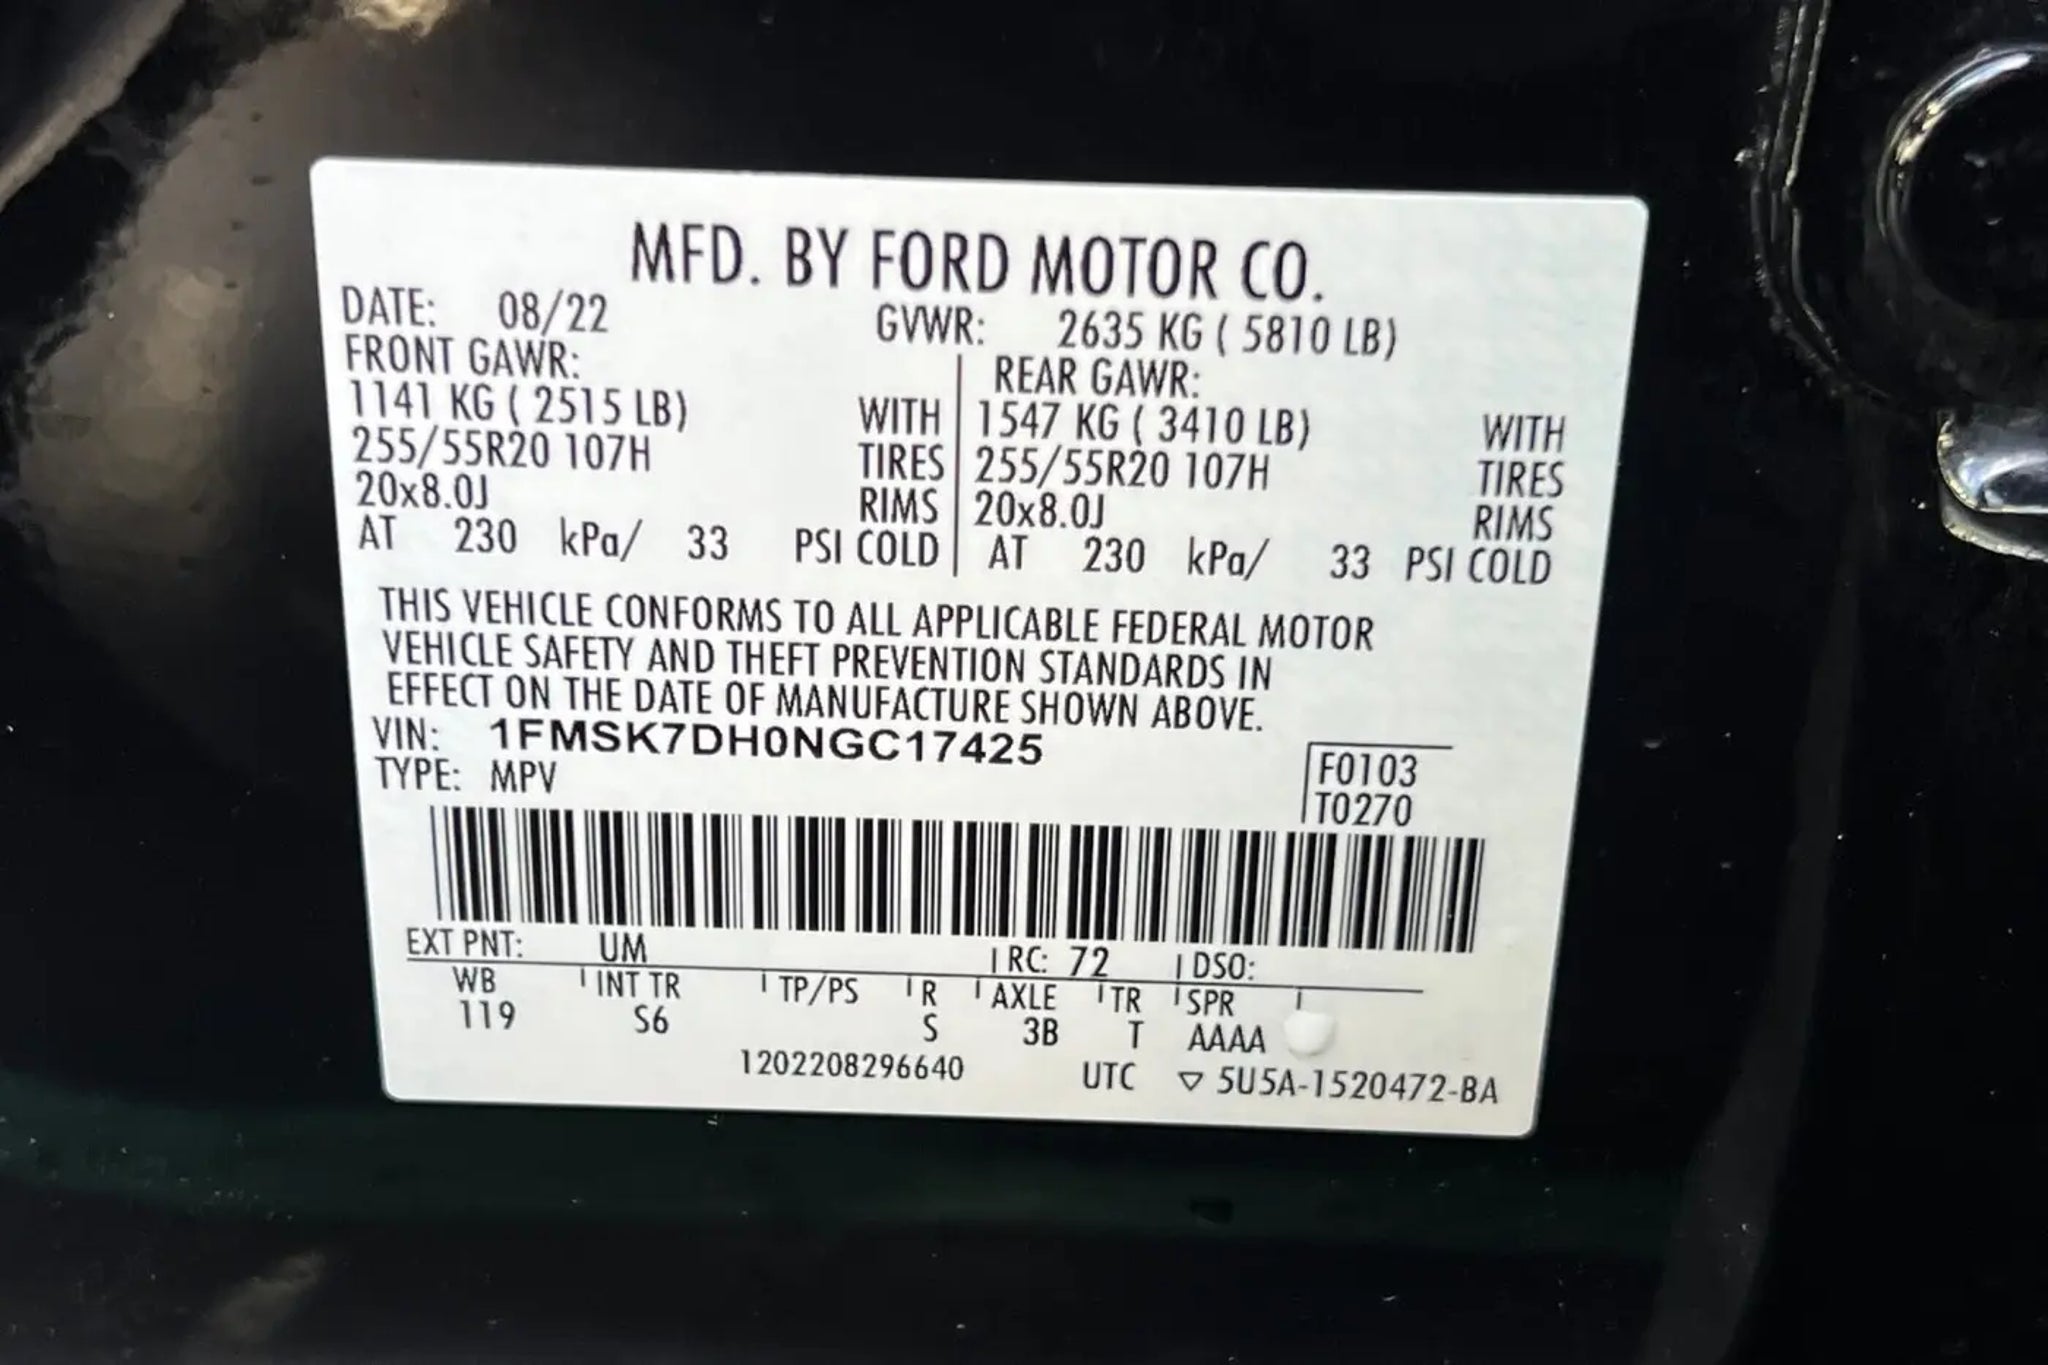 MFD. BY FORD MOTOR CO.
DATE: 08/22 GVWR: 2635 KG ( 5810 LB)
FRONT GAWR: REAR GAWR:
1141 KG ( 2515 LB) WITH 1547 KG ( 3410 LB) WITH
255/55R20 107H TIRES 255/55R20 107H TIRES
20x8.0J RIMS 20x8.0J RIMS
AT 230 kPa/ 33 PSI COLD AT 230 kPa/ 33 PSI COLD
THIS VEHICLE CONFORMS TO ALL APPLICABLE FEDERAL MOTOR
VEHICLE SAFETY AND THEFT PREVENTION STANDARDS IN
EFFECT ON THE DATE OF MANUFACTURE SHOWN ABOVE.
VIN: 1FMSK7DH0NGC17425
TYPE: MPV F0103
T0270
EXT PNT: UM RC: 72 DSO:
WB INT TR TP/PS R AXLE TR SPR
119 S6 S 3B T AAAA
1202208296640 UTC ▽ 5U5A-1520472-BA